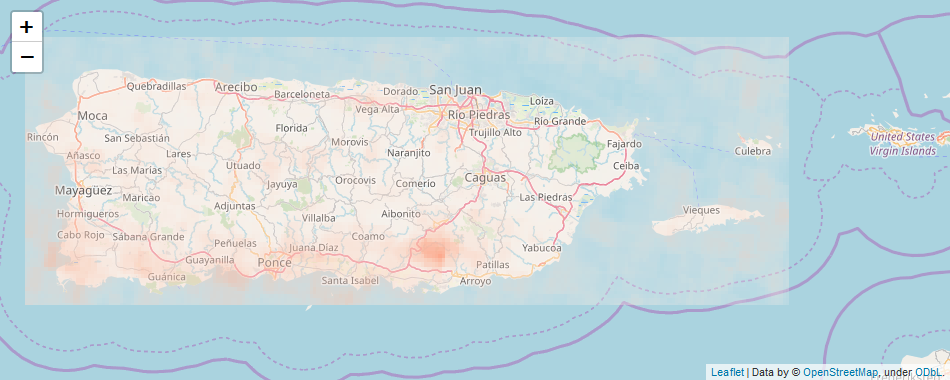 +
−
Quebradillas
Arecibo
Barceloneta
Dorado
San Juan
Loíza
Moca
Vega Alta
Río Piedras
Río Grande
Rincón
San Sebastián
Florida
Trujillo Alto
Morovis
Fajardo
Añasco
Lares
Naranjito
Culebra
United States
Virgin Islands
Las Marías
Utuado
Ceiba
Mayagüez
Jayuya
Orocovis
Comerío
Caguas
Maricao
Las Piedras
Adjuntas
Hormigueros
Villalba
Aibonito
Vieques
Cabo Rojo
Sábana Grande
Peñuelas
Coamo
Juana Díaz
Yabucoa
Guayanilla
Ponce
Patillas
Guánica
Santa Isabel
Arroyo
Leaflet | Data by © OpenStreetMap, under ODbL.